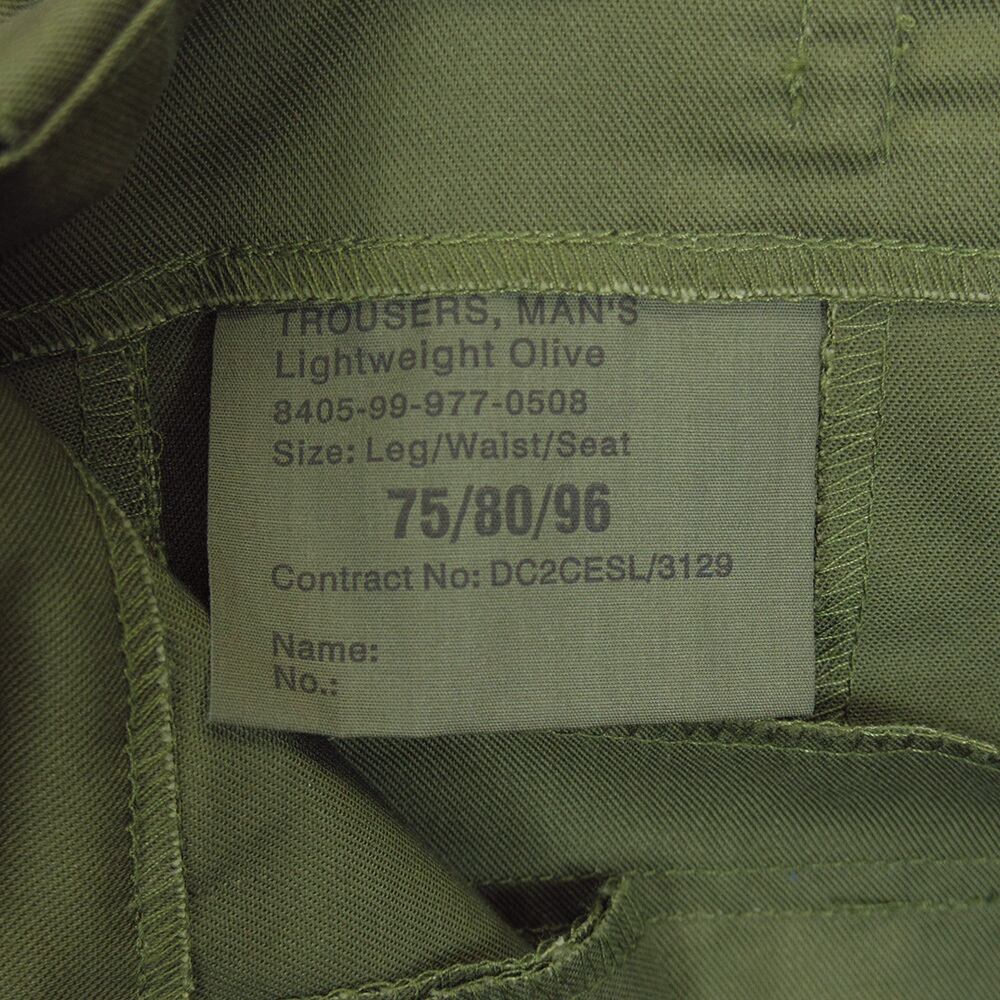 TROUSERS, MAN'S
Lightweight Olive
8405-99-977-0508
Size: Leg/Waist/Seat
75/80/96
Contract No: DC2CESL/3129
Name:
No.: